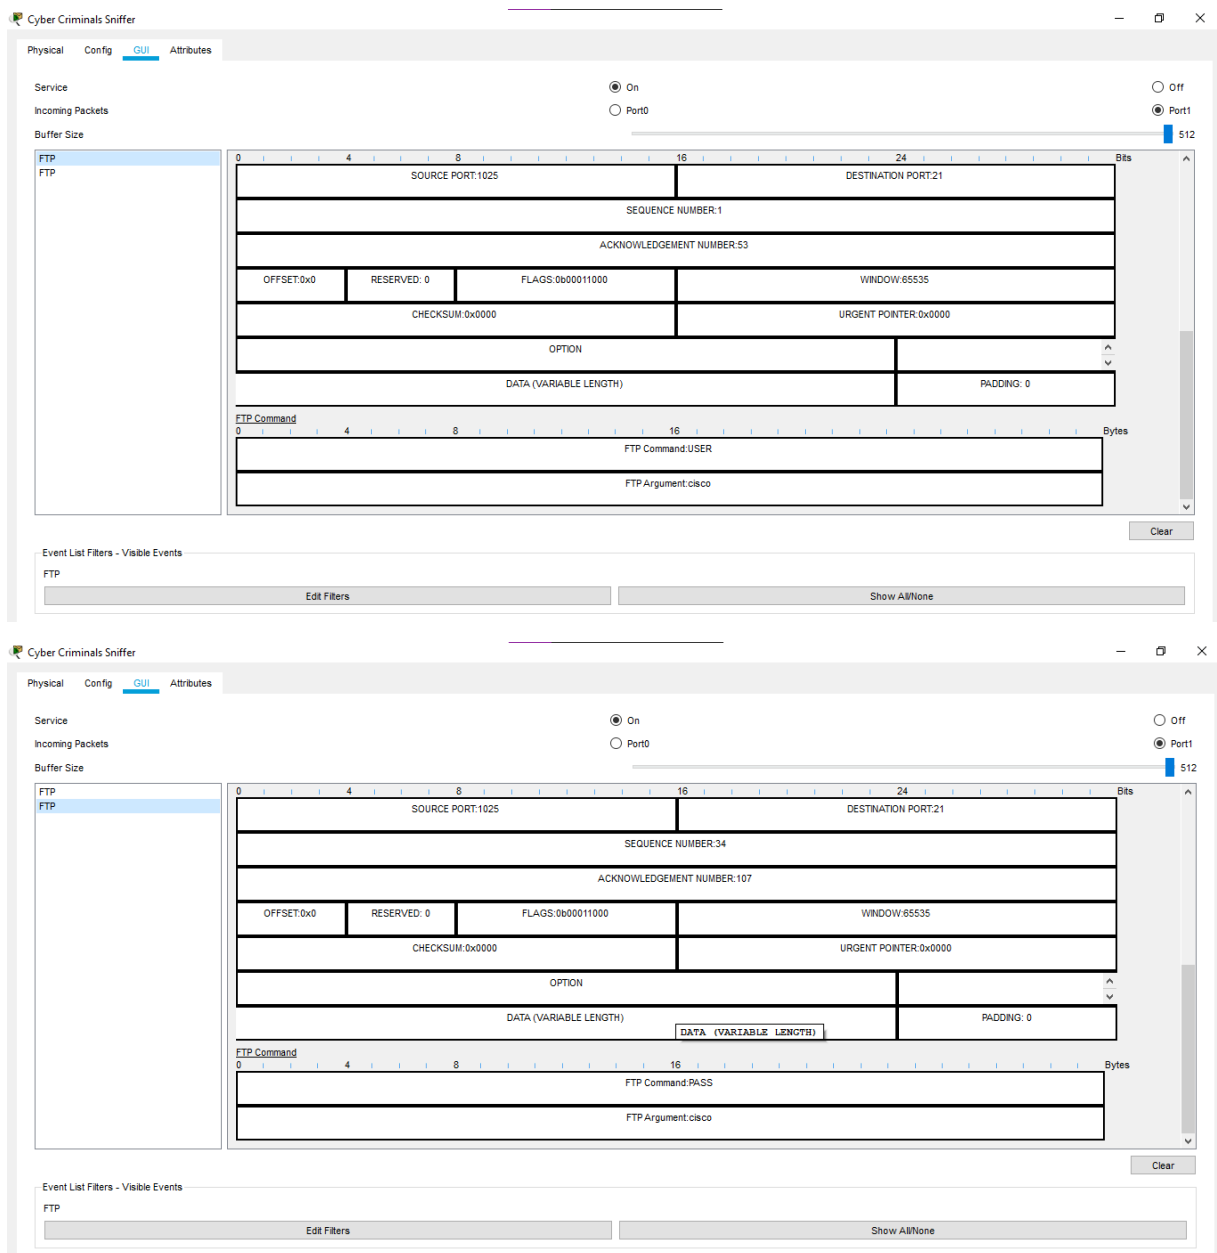 Cyber Criminals Sniffer
Physical Config GUI Attributes
Service On Off
Incoming Packets Port0 Port1
Buffer Size 512
FTP
FTP
0 4 8 16 24 Bits
SOURCE PORT:1025 DESTINATION PORT:21
SEQUENCE NUMBER:1
ACKNOWLEDGEMENT NUMBER:53
OFFSET:0x0 RESERVED: 0 FLAGS:0b00011000 WINDOW:65535
CHECKSUM:0x0000 URGENT POINTER:0x0000
OPTION
DATA (VARIABLE LENGTH) PADDING: 0
FTP Command
0 4 8 16 Bytes
FTP Command:USER
FTP Argument:cisco
Clear
Event List Filters - Visible Events
FTP
Edit Filters Show All/None
Cyber Criminals Sniffer
Physical Config GUI Attributes
Service On Off
Incoming Packets Port0 Port1
Buffer Size 512
FTP
FTP
0 4 8 16 24 Bits
SOURCE PORT:1025 DESTINATION PORT:21
SEQUENCE NUMBER:34
ACKNOWLEDGEMENT NUMBER:107
OFFSET:0x0 RESERVED: 0 FLAGS:0b00011000 WINDOW:65535
CHECKSUM:0x0000 URGENT POINTER:0x0000
OPTION
DATA (VARIABLE LENGTH) PADDING: 0
DATA (VARIABLE LENGTH)
FTP Command
0 4 8 16 Bytes
FTP Command:PASS
FTP Argument:cisco
Clear
Event List Filters - Visible Events
FTP
Edit Filters Show All/None